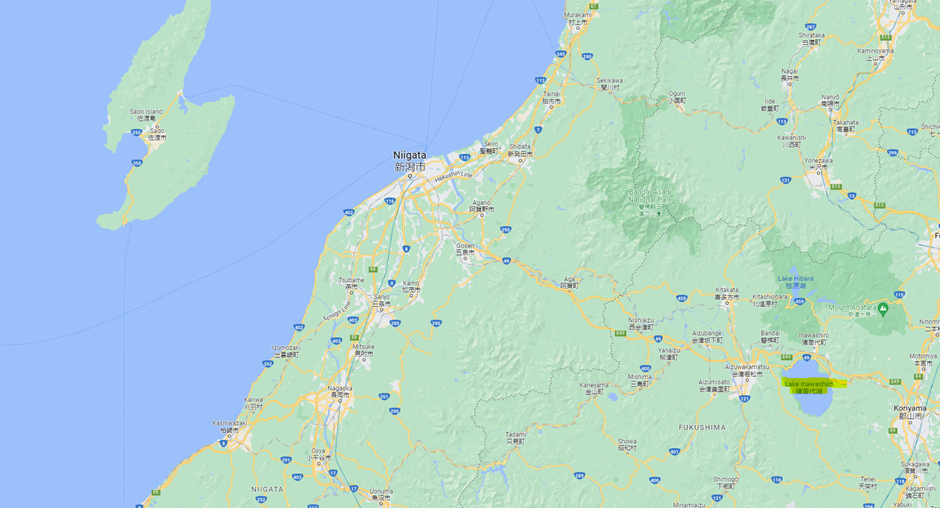 Murakami
村上市
Yamagata
山形市
Shirataka
白鷹町
Kaminoyama
上山市
Sekikawa
関川村
Nagai
長井市
Tainai
胎内市
Oguni
小国町
Iide
飯豊町
Nanyō
南陽市
Takahata
高畠町
Sado Island
佐渡島
Sado
佐渡市
Kawanishi
川西町
Seiro
聖籠町
Shibata
新発田市
Niigata
新潟市
Hakushin Line
Yonezawa
米沢市
Agano
阿賀野市
Bandai Asahi
National Park
Gosen
五泉市
Tsubame
燕市
Kamo
加茂市
Sanjo
三条市
Aga
阿賀町
Lake Hibara
桧原湖
Kitakata
喜多方市
Kitashiobara
北塩原村
Echigo Line
Nishiaizu
西会津町
Aizubange
会津坂下町
Bandai
磐梯町
Inawashiro
猪苗代町
Izumozaki
出雲崎町
Mitsuke
見附市
Yanaizu
柳津町
Aizuwakamatsu
会津若松市
Motomiya
本宮市
Mishima
三島町
Aizumisato
会津美里町
Lake Inawashiro
猪苗代湖
Kaneyama
金山町
Nagaoka
長岡市
Kariwa
刈羽村
Koriyama
郡山市
Kashiwazaki
柏崎市
FUKUSHIMA
Tadami
只見町
Showa
昭和村
Ojiya
小千谷市
Sukagawa
須賀川市
NIIGATA
Uonuma
魚沼市
Shimogo
下郷町
Tenei
天栄村
Kagamiishi
鏡石町
Minamiaizu
Yabuki